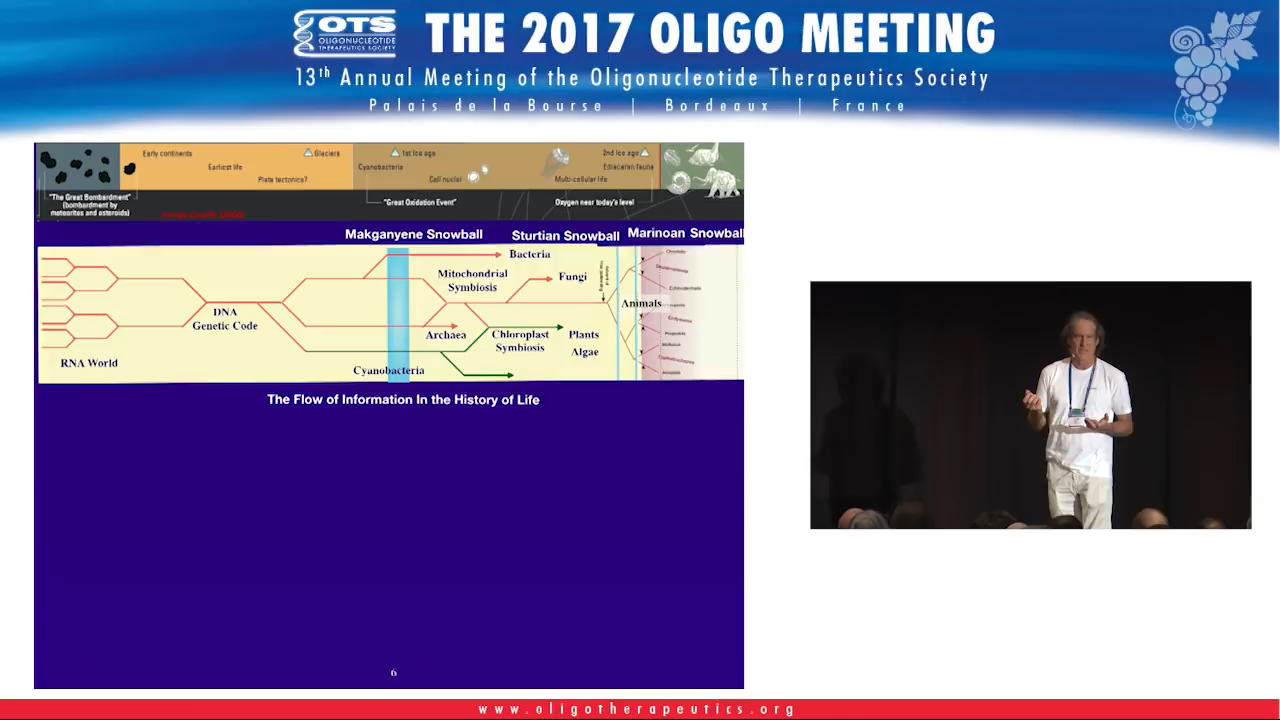 OTS
OLIGONUCLEOTIDE
THERAPEUTICS SOCIETY
THE 2017 OLIGO MEETING
13th Annual Meeting of the Oligonucleotide Therapeutics Society
Palais de la Bourse | Bordeaux | France
Early continents
Earliest life
Plate tectonics?
Glaciers
1st Ice age
Cyanobacteria
Cell nuclei
2nd Ice age
Ediacaran fauna
Multi-cellular life
"The Great Bombardment"
(bombardment by
meteorites and asteroids)
"Great Oxidation Event"
Oxygen near today's level
Makganyene Snowball
Sturtian Snowball
Marinoan Snowball
Bacteria
Mitochondrial
Symbiosis
Fungi
Animals
DNA
Genetic Code
Archaea
Chloroplast
Symbiosis
Plants
Algae
RNA World
Cyanobacteria
The Flow of Information In the History of Life
6
www.oligotherapeutics.org